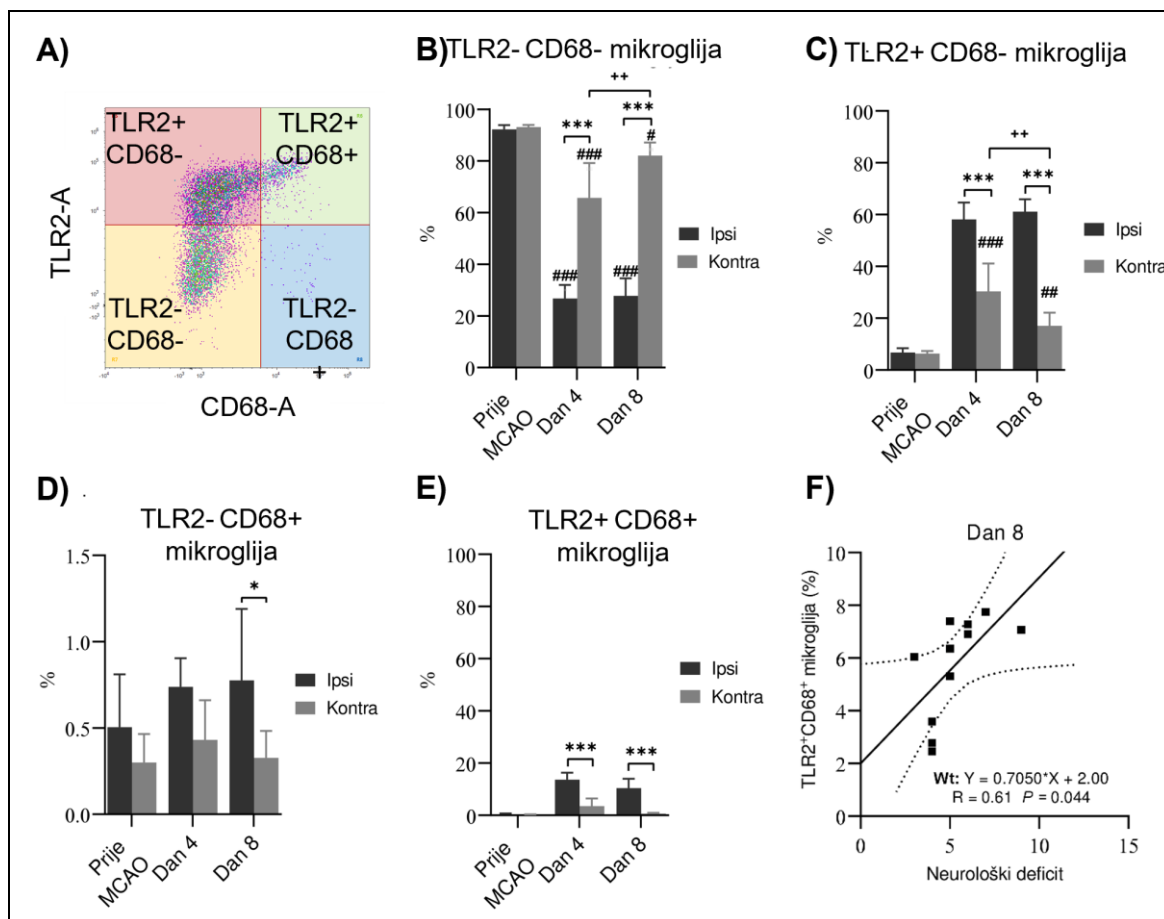 A)
TLR2+
CD68-
TLR2+
CD68+
TLR2-
CD68-
TLR2-
CD68
+
TLR2-A
CD68-A
B) TLR2- CD68- mikroglija
++
***
***
###
#
###
###
100
80
60
40
20
0
%
Ipsi
Kontra
Prije
MCAO
Dan 4
Dan 8
C) TLR2+ CD68- mikroglija
++
***
***
###
##
100
80
60
40
20
0
%
Ipsi
Kontra
Prije
MCAO
Dan 4
Dan 8
D)
TLR2- CD68+
mikroglija
1.5
1.0
0.5
0.0
%
*
Ipsi
Kontra
Prije
MCAO
Dan 4
Dan 8
E)
TLR2+ CD68+
mikroglija
100
80
60
40
20
0
%
***
***
Ipsi
Kontra
Prije
MCAO
Dan 4
Dan 8
F)
Dan 8
10
8
6
4
2
0
TLR2+CD68+ mikroglija (%)
Wt: Y = 0.7050*X + 2.00
R = 0.61 P = 0.044
0 5 10 15
Neurološki deficit